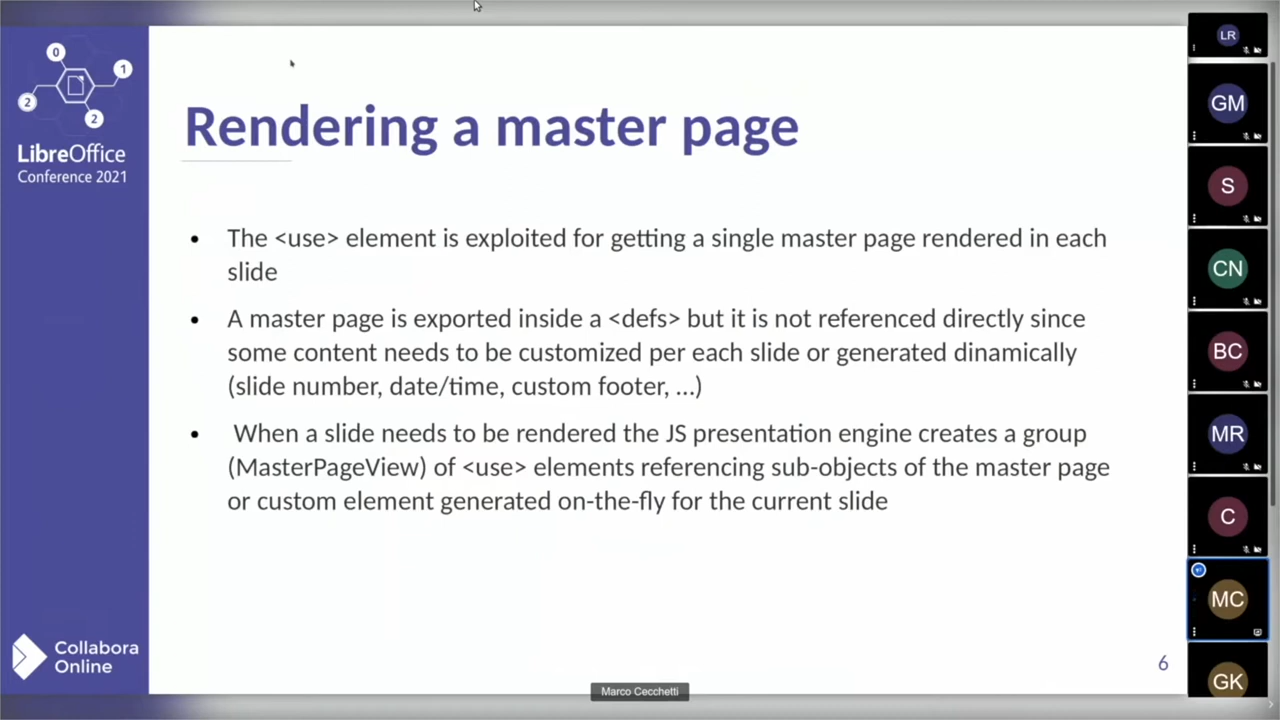 0
1
2
2
LibreOffice
Conference 2021
Rendering a master page
• The <use> element is exploited for getting a single master page rendered in each
slide
• A master page is exported inside a <defs> but it is not referenced directly since
some content needs to be customized per each slide or generated dinamically
(slide number, date/time, custom footer, ...)
• When a slide needs to be rendered the JS presentation engine creates a group
(MasterPageView) of <use> elements referencing sub-objects of the master page
or custom element generated on-the-fly for the current slide
Collabora
Online
6
Marco Cecchetti
LR
GM
S
CN
BC
MR
C
MC
GK